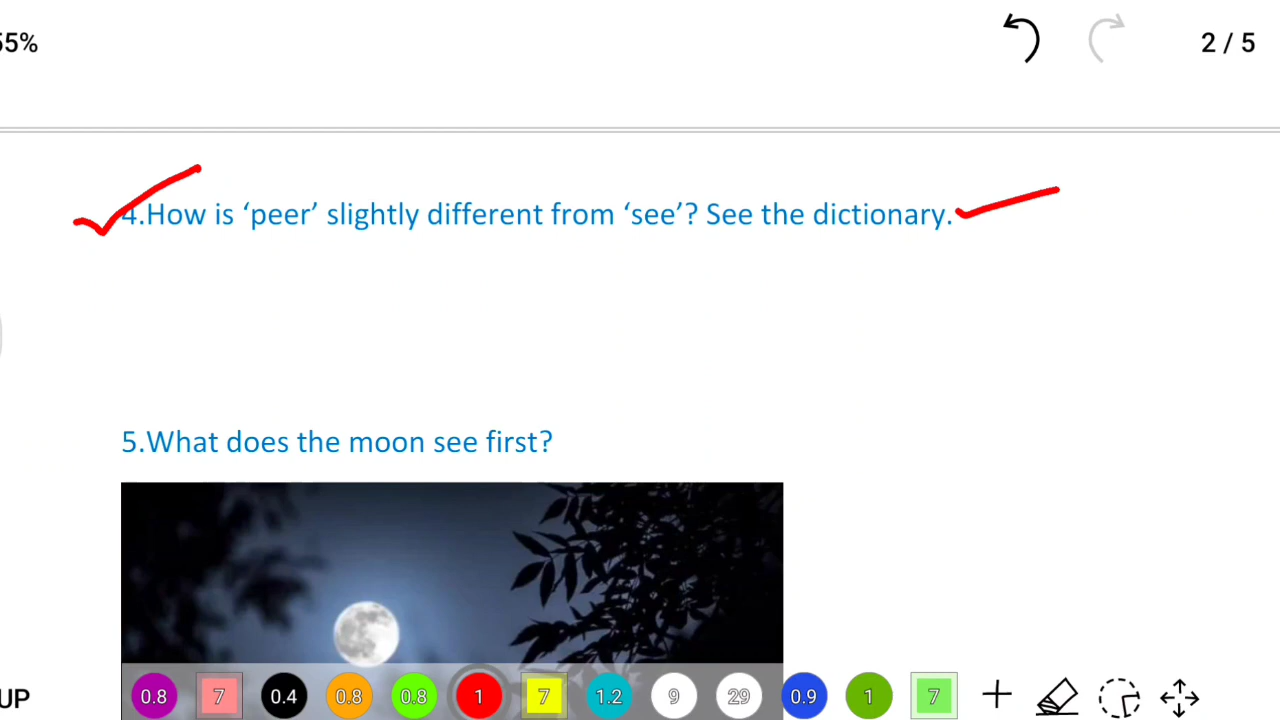 55%
2 / 5
4.How is ‘peer’ slightly different from ‘see’? See the dictionary.
5.What does the moon see first?
UP
0.8 7 0.4 0.8 0.8 1 7 1.2 9 29 0.9 1 7